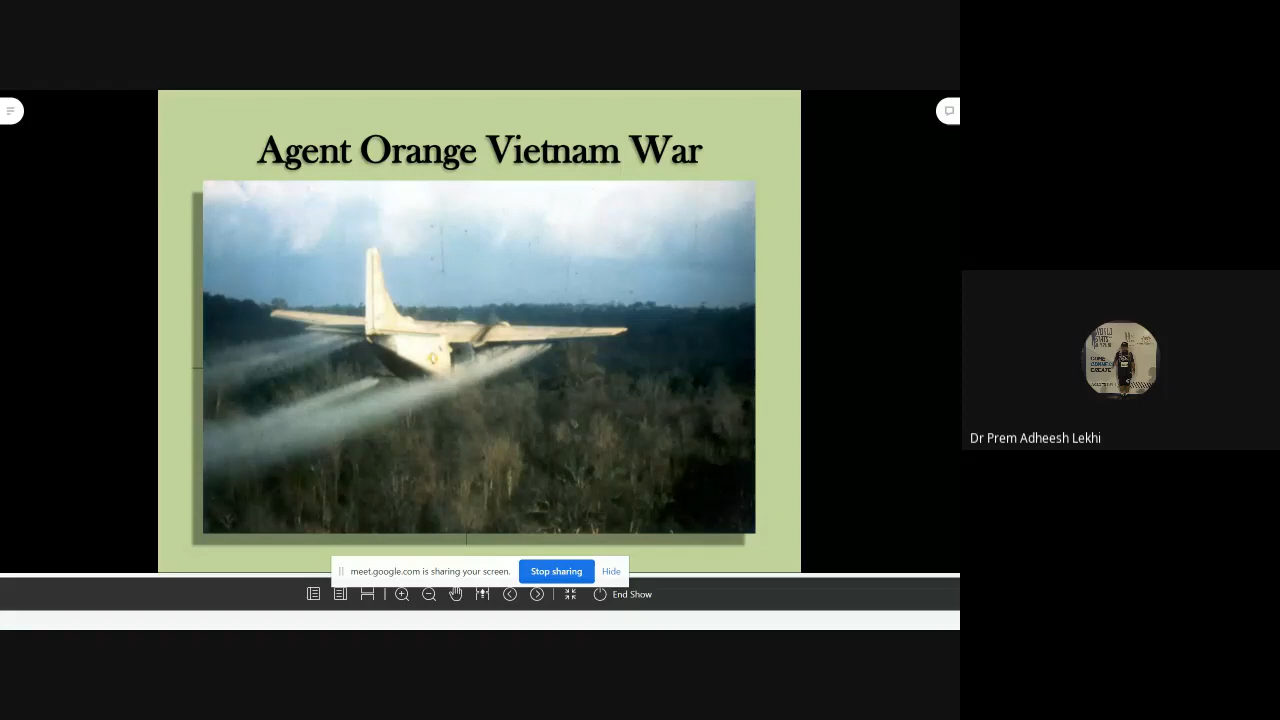 Agent Orange Vietnam War
meet.google.com is sharing your screen.
Stop sharing
Hide
End Show
Dr Prem Adheesh Lekhi